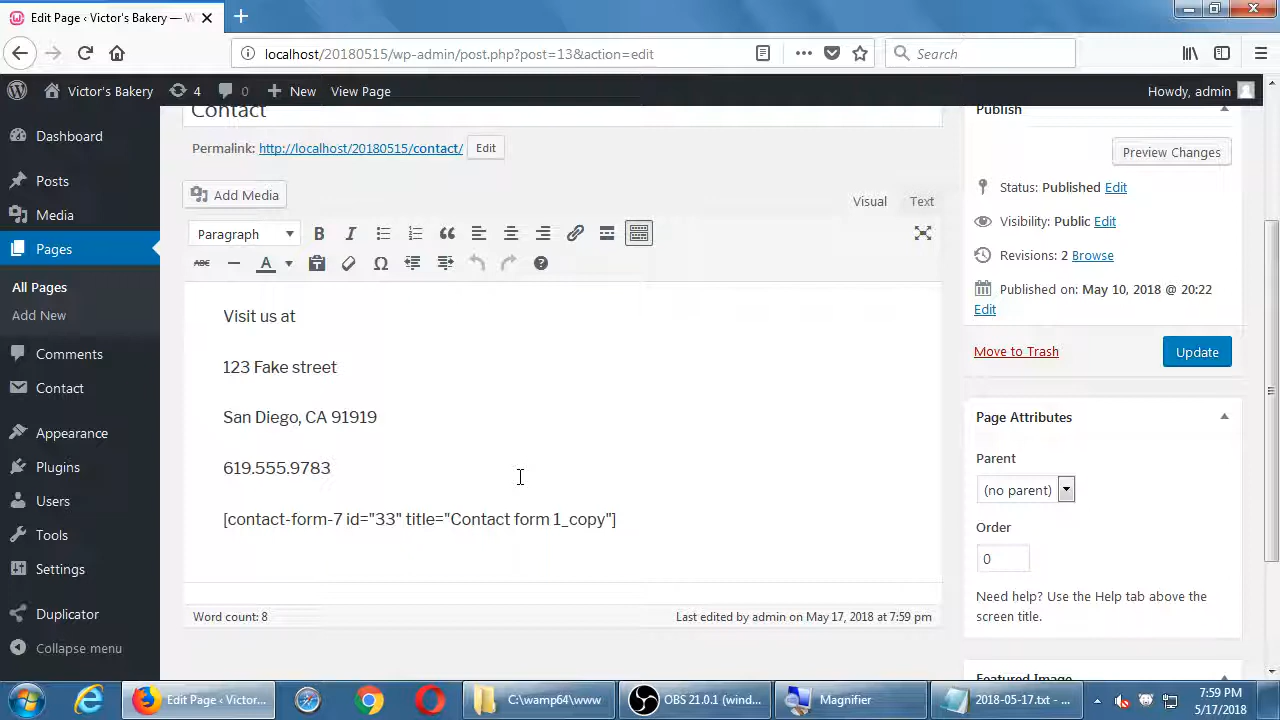 Edit Page ‹ Victor's Bakery — W
localhost/20180515/wp-admin/post.php?post=13&action=edit
Search
Victor's Bakery
4
0
New
View Page
Howdy, admin
Dashboard
Posts
Media
Pages
All Pages
Add New
Comments
Contact
Appearance
Plugins
Users
Tools
Settings
Duplicator
Collapse menu
Contact
Permalink: http://localhost/20180515/contact/ Edit
Add Media
Visual Text
Paragraph
B I
ABC
A
Visit us at
123 Fake street
San Diego, CA 91919
619.555.9783
[contact-form-7 id="33" title="Contact form 1_copy"]
Word count: 8
Last edited by admin on May 17, 2018 at 7:59 pm
Publish
Preview Changes
Status: Published Edit
Visibility: Public Edit
Revisions: 2 Browse
Published on: May 10, 2018 @ 20:22
Edit
Move to Trash
Update
Page Attributes
Parent
(no parent)
Order
0
Need help? Use the Help tab above the
screen title.
Featured Image
Edit Page ‹ Victor...
C:\wamp64\www
OBS 21.0.1 (wind...
Magnifier
2018-05-17.txt - ...
7:59 PM
5/17/2018